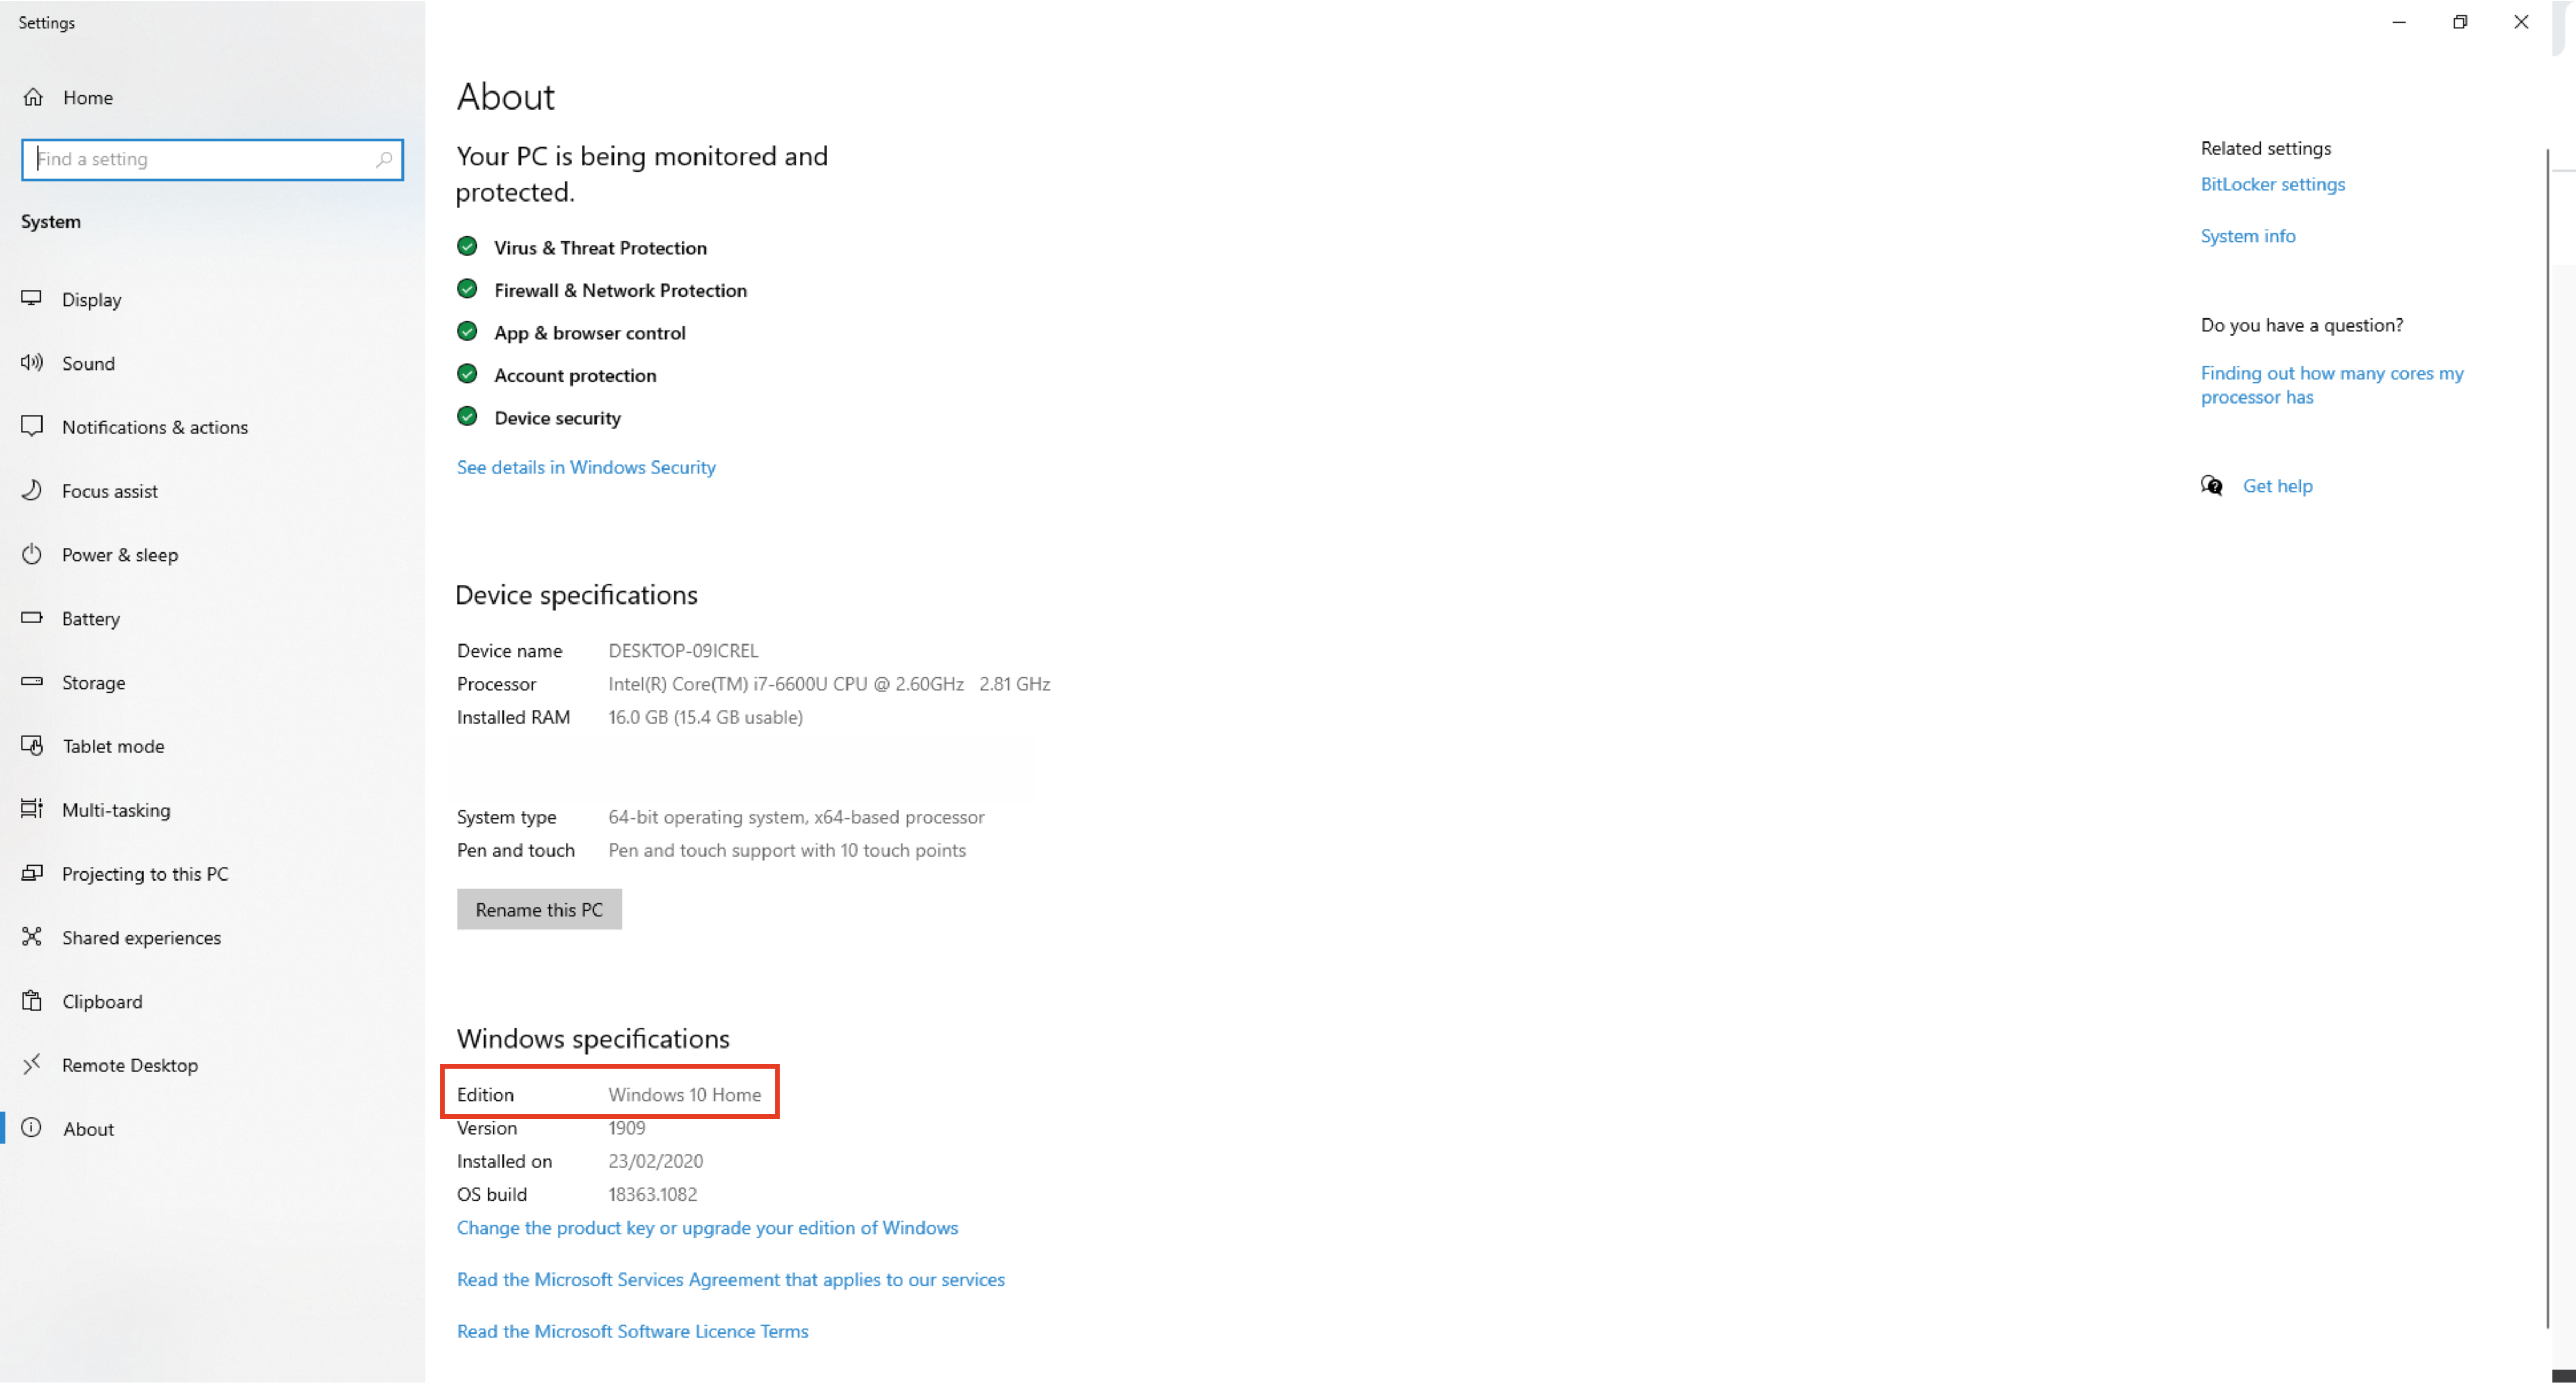 Settings
Home
Find a setting
System
Display
Sound
Notifications & actions
Focus assist
Power & sleep
Battery
Storage
Tablet mode
Multi-tasking
Projecting to this PC
Shared experiences
Clipboard
Remote Desktop
About
About
Your PC is being monitored and
protected.
Virus & Threat Protection
Firewall & Network Protection
App & browser control
Account protection
Device security
See details in Windows Security
Device specifications
Device name DESKTOP-09ICREL
Processor Intel(R) Core(TM) i7-6600U CPU @ 2.60GHz 2.81 GHz
Installed RAM 16.0 GB (15.4 GB usable)
System type 64-bit operating system, x64-based processor
Pen and touch Pen and touch support with 10 touch points
Rename this PC
Windows specifications
Edition Windows 10 Home
Version 1909
Installed on 23/02/2020
OS build 18363.1082
Change the product key or upgrade your edition of Windows
Read the Microsoft Services Agreement that applies to our services
Read the Microsoft Software Licence Terms
Related settings
BitLocker settings
System info
Do you have a question?
Finding out how many cores my
processor has
Get help